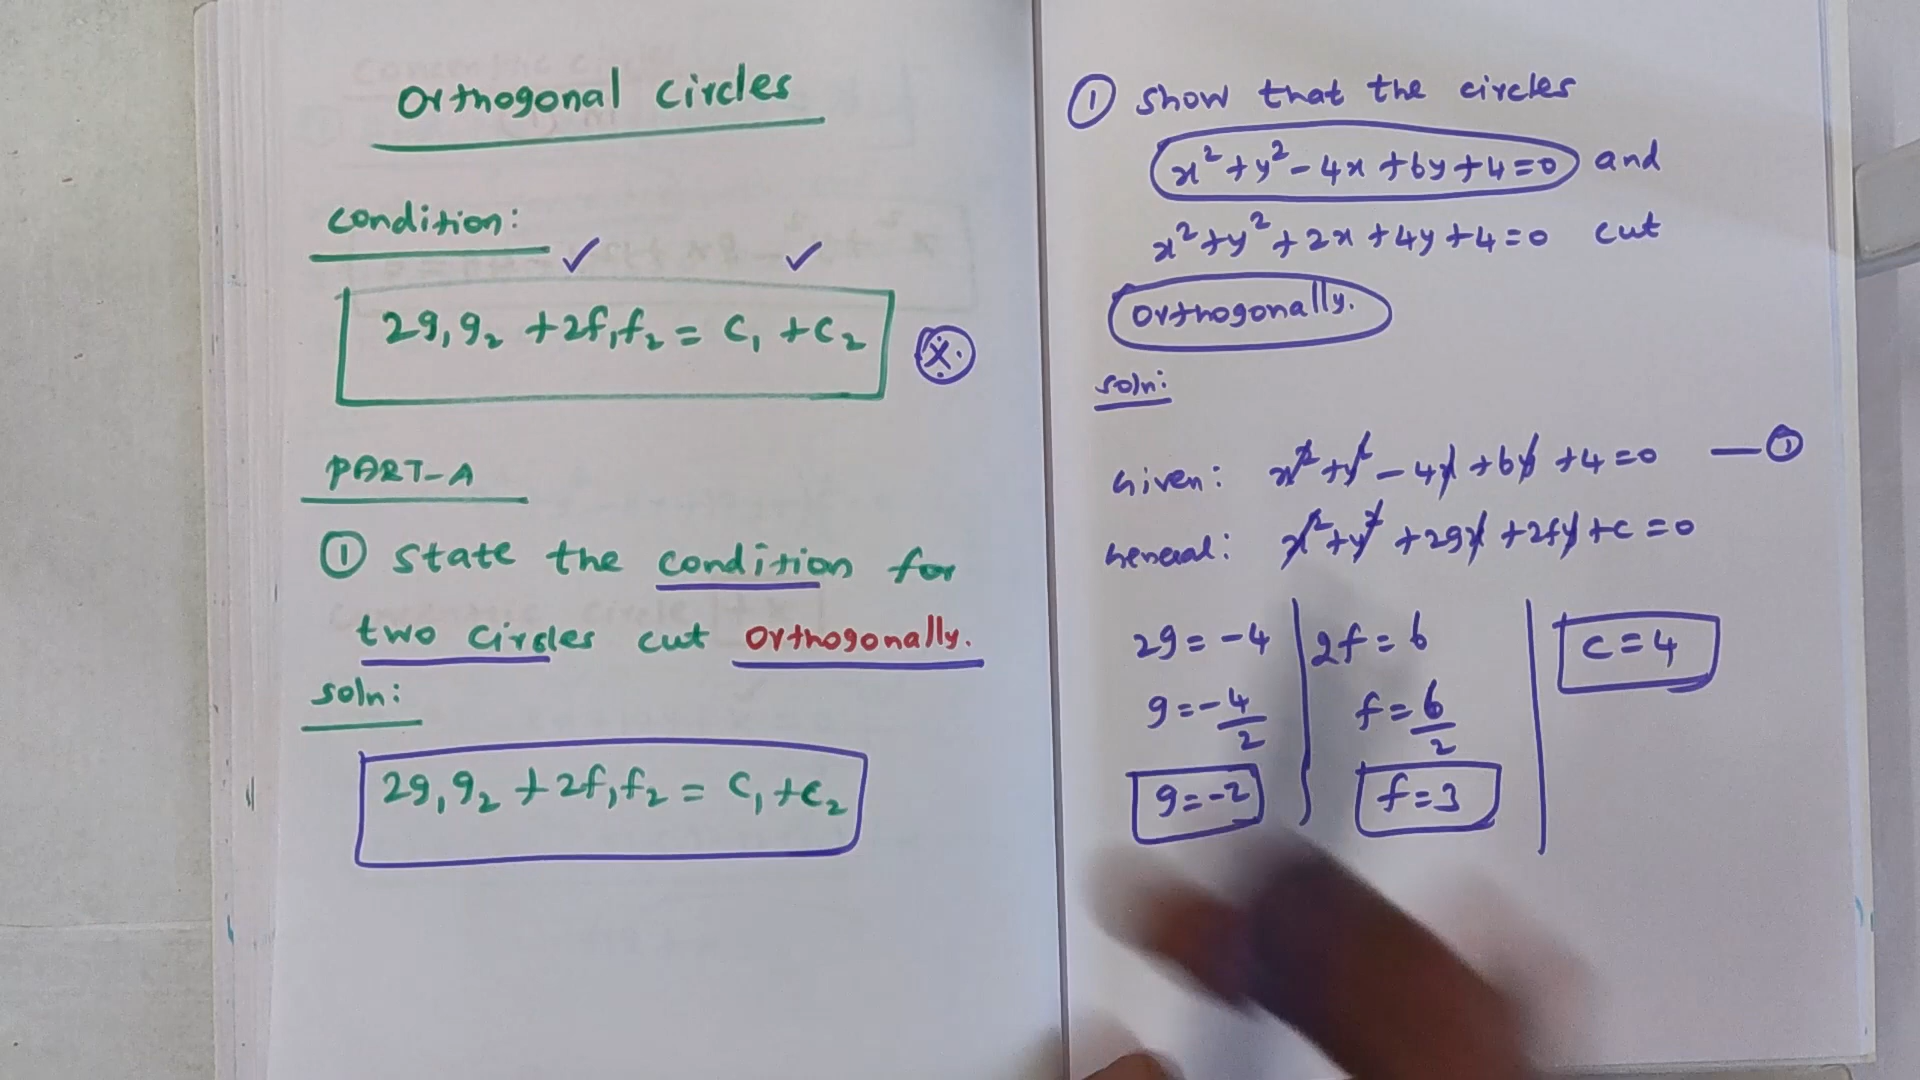 Orthogonal circles
Condition:
2g₁g₂ + 2f₁f₂ = C₁ + C₂
PART-A
① State the condition for
two circles cut orthogonally.
Soln:
2g₁g₂ + 2f₁f₂ = C₁ + C₂
① Show that the circles
x² + y² - 4x + 6y + 4 = 0 and
x² + y² + 2x + 4y + 4 = 0 cut
Orthogonally.
Soln:
Given: x² + y² - 4x + 6y + 4 = 0 — ①
General: x² + y² + 2gx + 2fy + c = 0
2g = -4 | 2f = 6 | c = 4
g = -4/2 f = 6/2
g = -2 f = 3